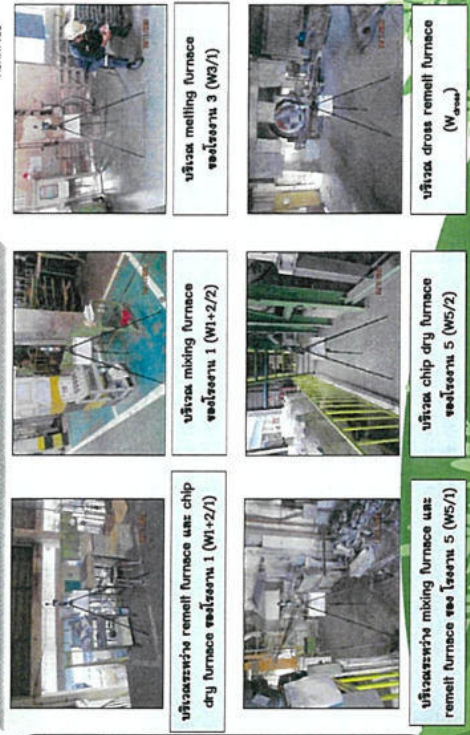 บริเวณระหว่าง remelt furnace และ chip
dry furnace ของโรงงาน 1 (W1+2/1)
บริเวณ mixing furnace
ของโรงงาน 1 (W1+2/2)
บริเวณ melting furnace
ของโรงงาน 3 (W3/1)
บริเวณระหว่าง mixing furnace และ
remelt furnace ของ โรงงาน 5 (W5/1)
บริเวณ chip dry furnace
ของโรงงาน 5 (W5/2)
บริเวณ dross remelt furnace
(W dross)